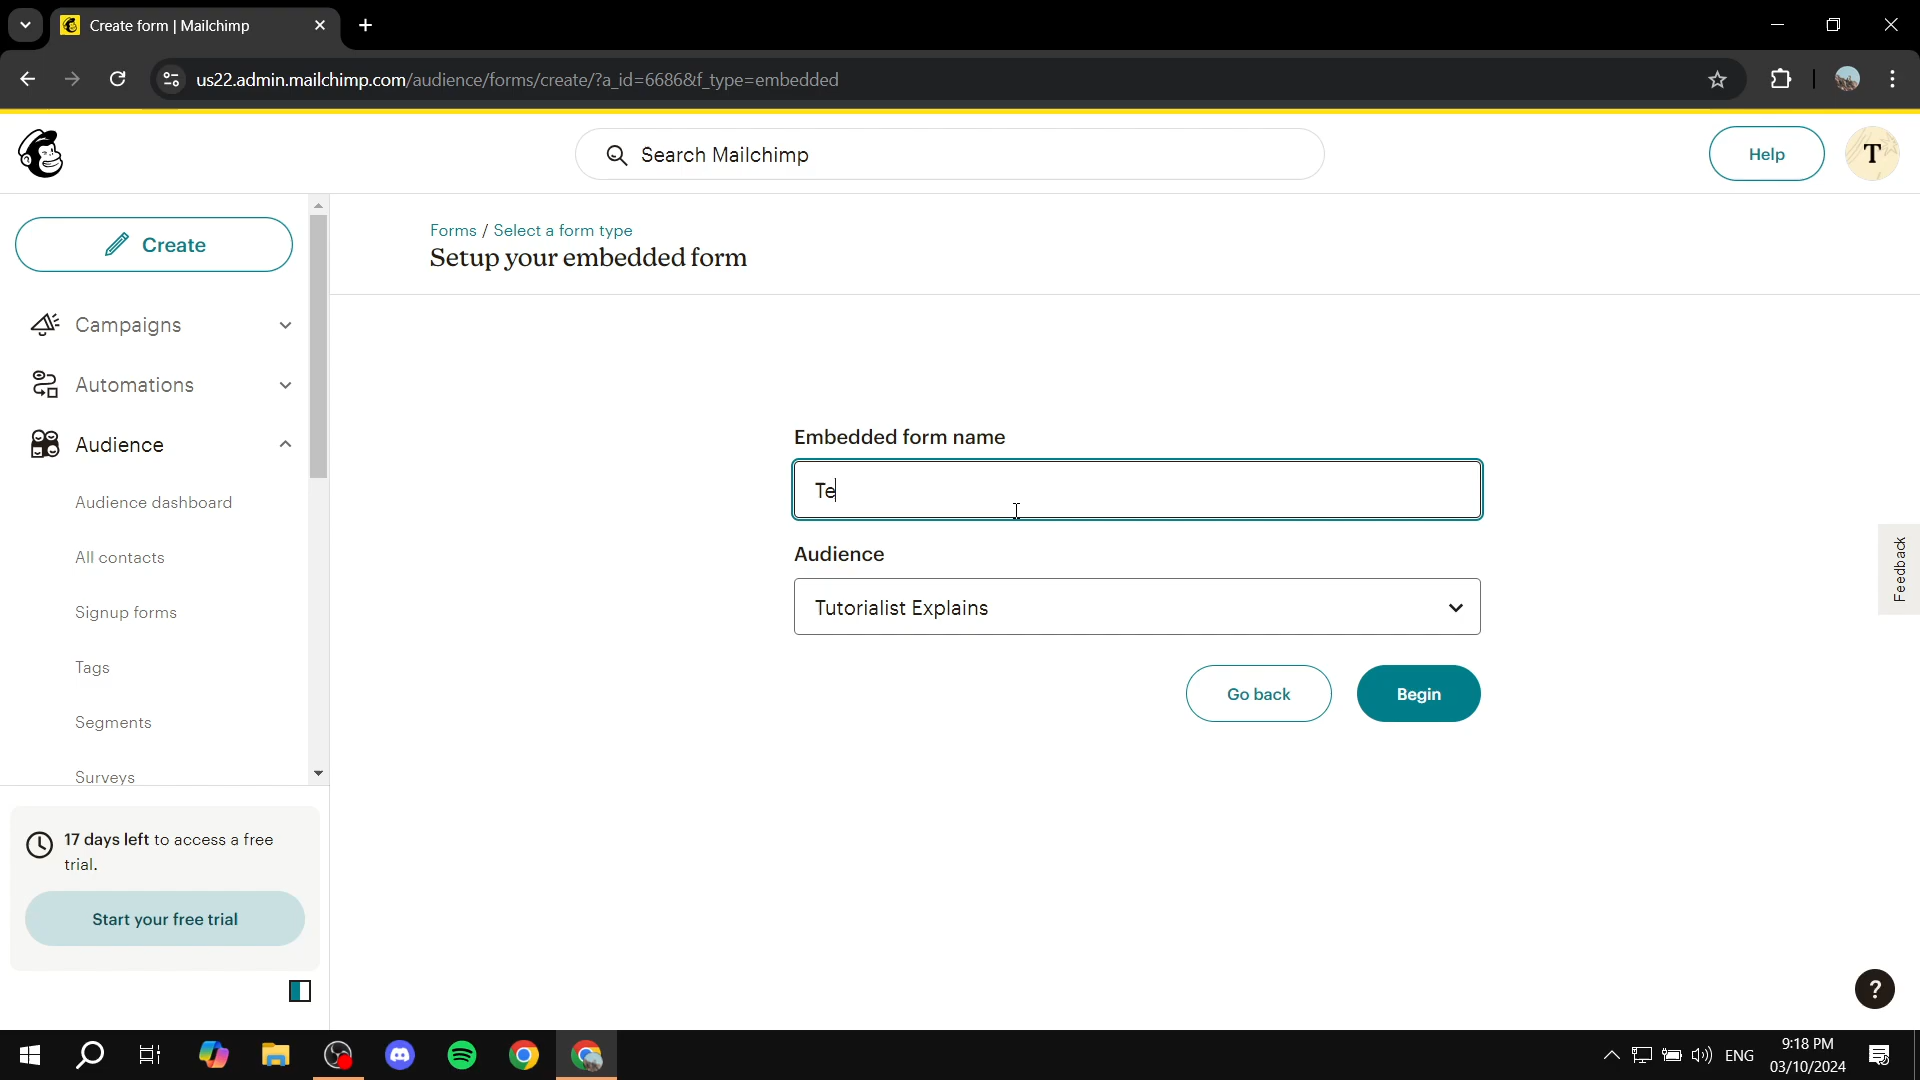 Create form | Mailchimp
us22.admin.mailchimp.com/audience/forms/create/?a_id=6686&f_type=embedded
Search Mailchimp
Help
T
Create
Campaigns
Automations
Audience
Audience dashboard
All contacts
Signup forms
Tags
Segments
Surveys
17 days left to access a free
trial.
Start your free trial
Forms / Select a form type
Setup your embedded form
Embedded form name
Te
Audience
Tutorialist Explains
Go back
Begin
Feedback
?
ENG
9:18 PM
03/10/2024